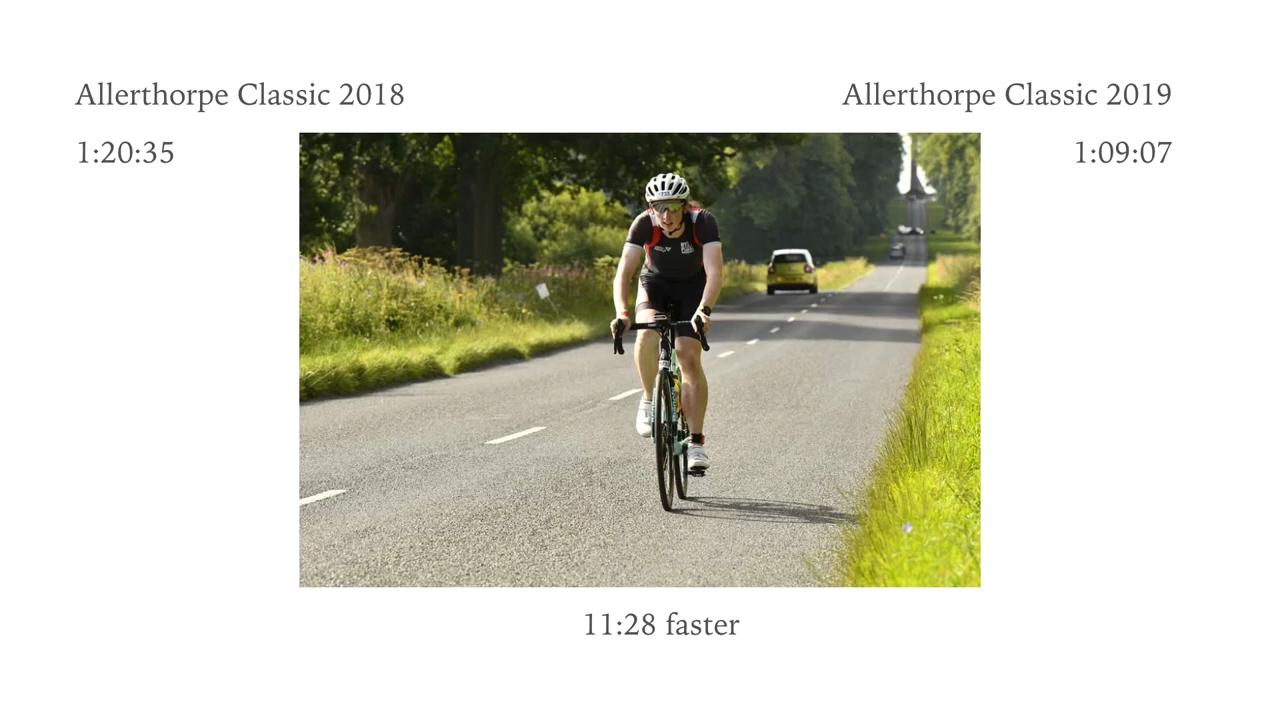 Allerthorpe Classic 2018
1:20:35
Allerthorpe Classic 2019
1:09:07
11:28 faster